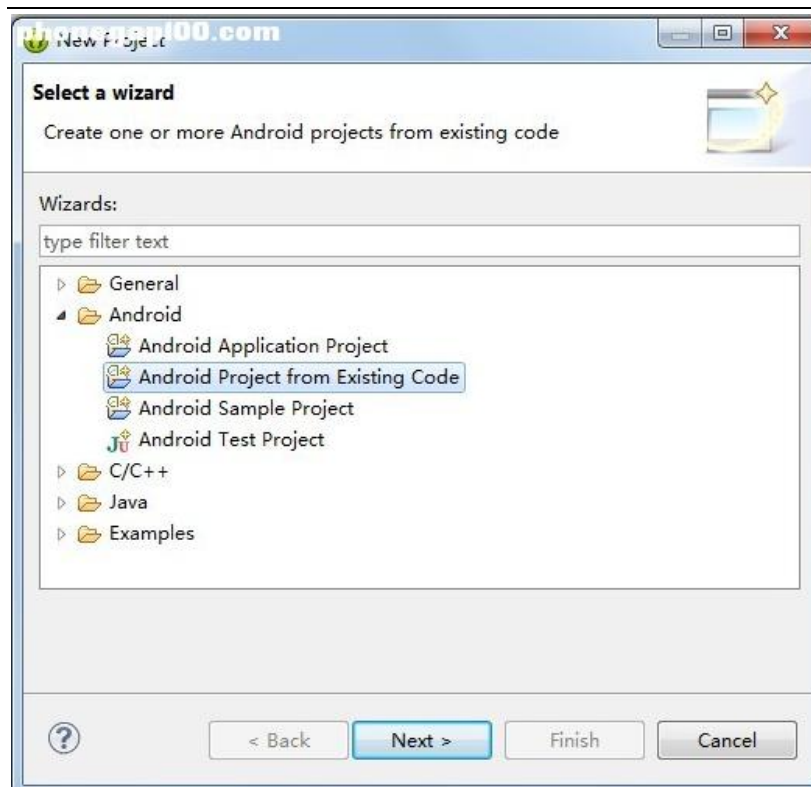 phonegap100.com
New Project
Select a wizard
Create one or more Android projects from existing code
Wizards:
type filter text
General
Android
Android Application Project
Android Project from Existing Code
Android Sample Project
Android Test Project
C/C++
Java
Examples
< Back
Next >
Finish
Cancel